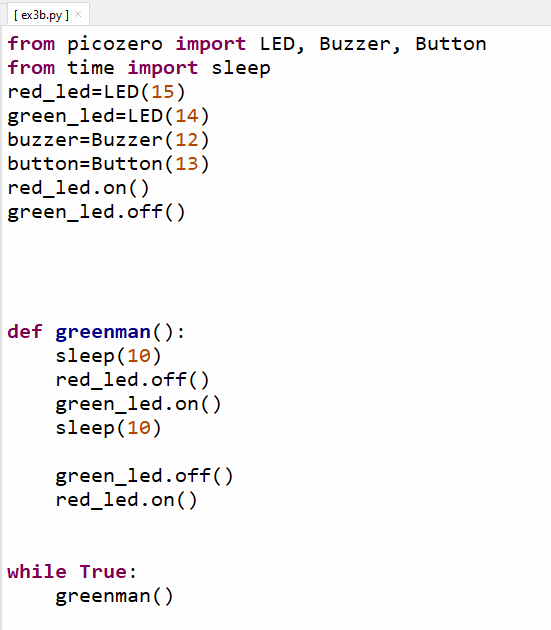 [ ex3b.py ] ×
from picozero import LED, Buzzer, Button
from time import sleep
red_led=LED(15)
green_led=LED(14)
buzzer=Buzzer(12)
button=Button(13)
red_led.on()
green_led.off()
def greenman():
    sleep(10)
    red_led.off()
    green_led.on()
    sleep(10)
    green_led.off()
    red_led.on()
while True:
    greenman()